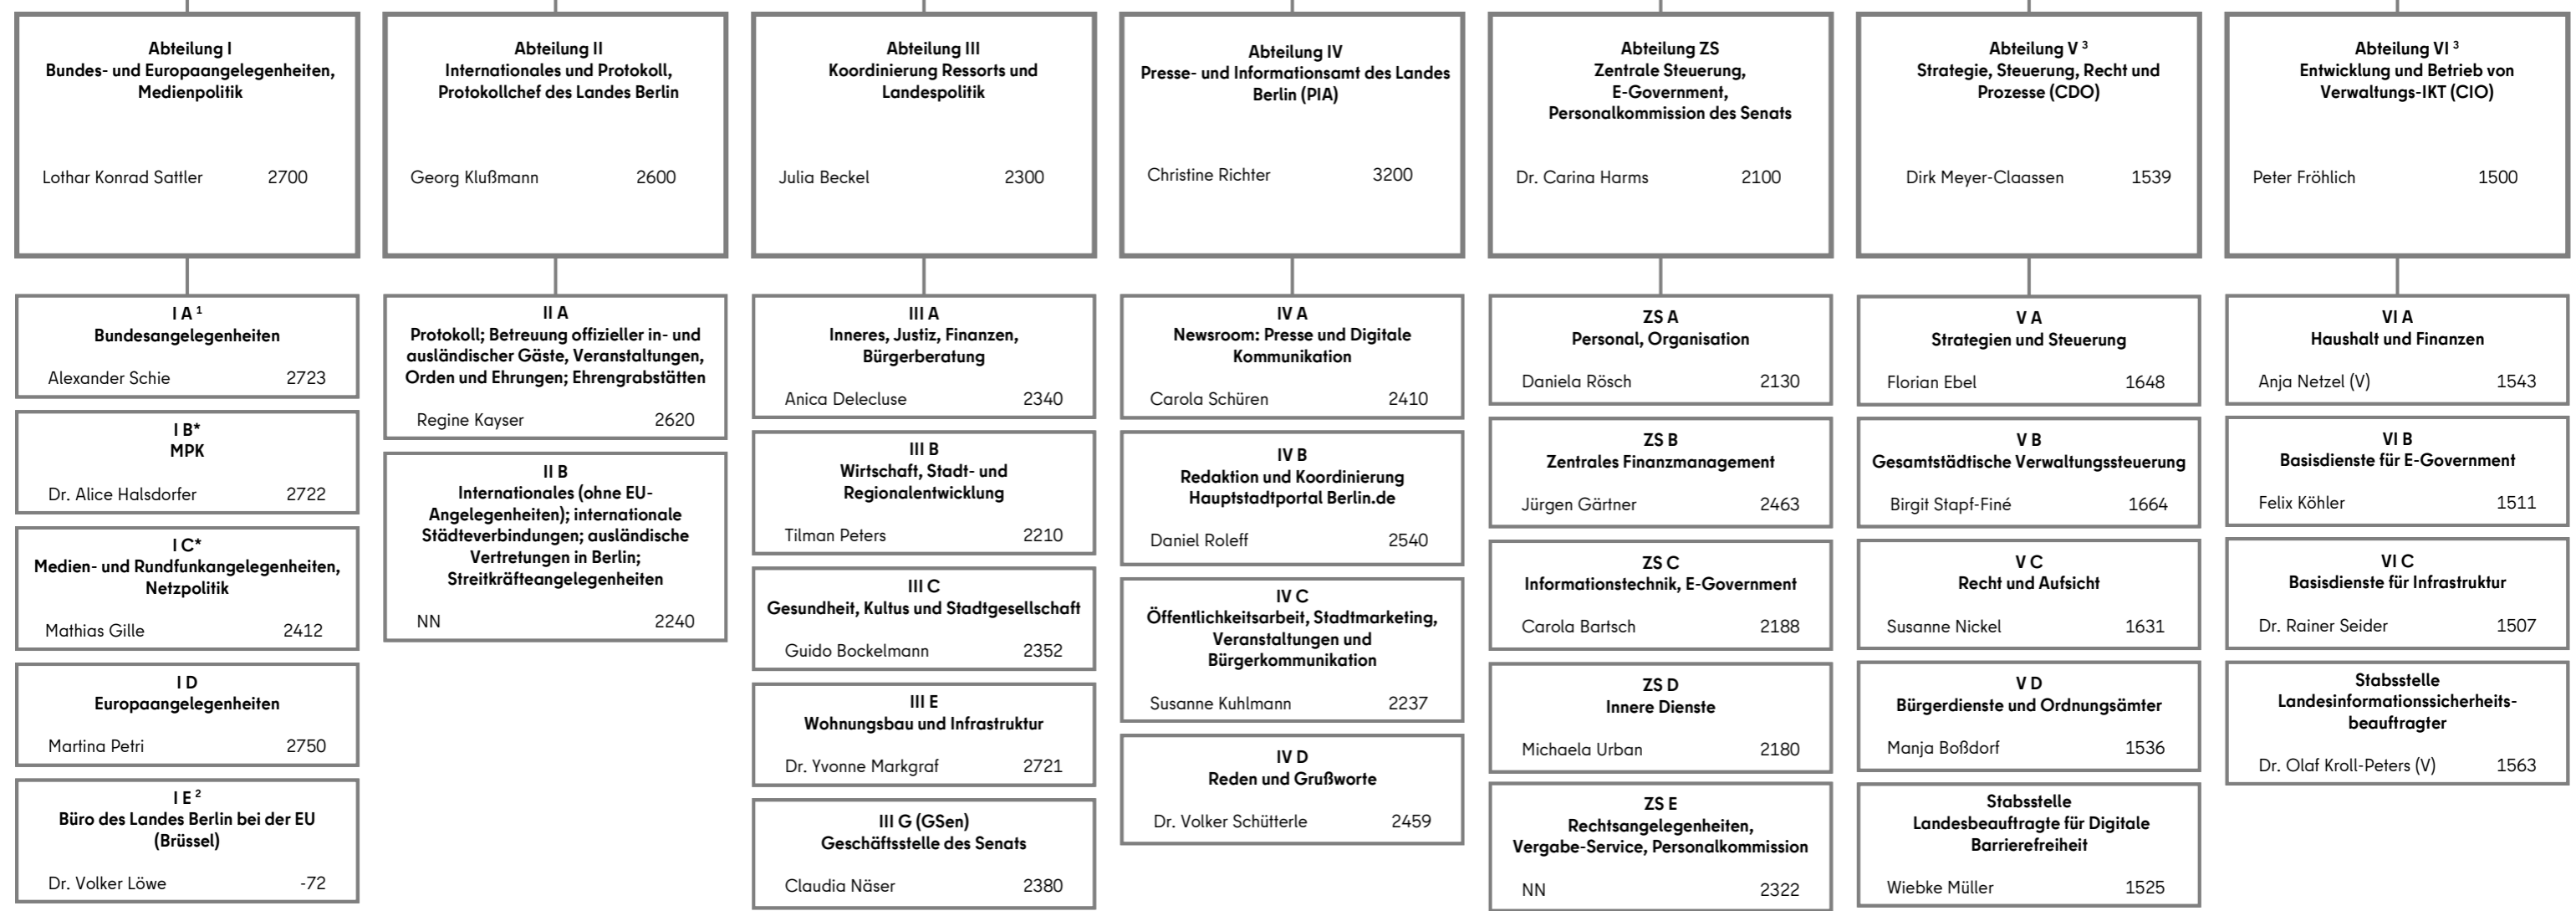 Abteilung I
Bundes- und Europaangelegenheiten,
Medienpolitik
Lothar Konrad Sattler 2700
I A ¹
Bundesangelegenheiten
Alexander Schie 2723
I B*
MPK
Dr. Alice Halsdorfer 2722
I C*
Medien- und Rundfunkangelegenheiten,
Netzpolitik
Mathias Gille 2412
I D
Europaangelegenheiten
Martina Petri 2750
I E ²
Büro des Landes Berlin bei der EU
(Brüssel)
Dr. Volker Löwe -72
Abteilung II
Internationales und Protokoll,
Protokollchef des Landes Berlin
Georg Klußmann 2600
II A
Protokoll; Betreuung offizieller in- und
ausländischer Gäste, Veranstaltungen,
Orden und Ehrungen; Ehrengrabstätten
Regine Kayser 2620
II B
Internationales (ohne EU-
Angelegenheiten); internationale
Städteverbindungen; ausländische
Vertretungen in Berlin;
Streitkräfteangelegenheiten
NN 2240
Abteilung III
Koordinierung Ressorts und
Landespolitik
Julia Beckel 2300
III A
Inneres, Justiz, Finanzen,
Bürgerberatung
Anica Delecluse 2340
III B
Wirtschaft, Stadt- und
Regionalentwicklung
Tilman Peters 2210
III C
Gesundheit, Kultus und Stadtgesellschaft
Guido Bockelmann 2352
III E
Wohnungsbau und Infrastruktur
Dr. Yvonne Markgraf 2721
III G (GSen)
Geschäftsstelle des Senats
Claudia Näser 2380
Abteilung IV
Presse- und Informationsamt des Landes
Berlin (PIA)
Christine Richter 3200
IV A
Newsroom: Presse und Digitale
Kommunikation
Carola Schüren 2410
IV B
Redaktion und Koordinierung
Hauptstadtportal Berlin.de
Daniel Roleff 2540
IV C
Öffentlichkeitsarbeit, Stadtmarketing,
Veranstaltungen und
Bürgerkommunikation
Susanne Kuhlmann 2237
IV D
Reden und Grußworte
Dr. Volker Schütterle 2459
Abteilung ZS
Zentrale Steuerung,
E-Government,
Personalkommission des Senats
Dr. Carina Harms 2100
ZS A
Personal, Organisation
Daniela Rösch 2130
ZS B
Zentrales Finanzmanagement
Jürgen Gärtner 2463
ZS C
Informationstechnik, E-Government
Carola Bartsch 2188
ZS D
Innere Dienste
Michaela Urban 2180
ZS E
Rechtsangelegenheiten,
Vergabe-Service, Personalkommission
NN 2322
Abteilung V ³
Strategie, Steuerung, Recht und
Prozesse (CDO)
Dirk Meyer-Claassen 1539
V A
Strategien und Steuerung
Florian Ebel 1648
V B
Gesamtstädtische Verwaltungssteuerung
Birgit Stapf-Finé 1664
V C
Recht und Aufsicht
Susanne Nickel 1631
V D
Bürgerdienste und Ordnungsämter
Manja Boßdorf 1536
Stabsstelle
Landesbeauftragte für Digitale
Barrierefreiheit
Wiebke Müller 1525
Abteilung VI ³
Entwicklung und Betrieb von
Verwaltungs-IKT (CIO)
Peter Fröhlich 1500
VI A
Haushalt und Finanzen
Anja Netzel (V) 1543
VI B
Basisdienste für E-Government
Felix Köhler 1511
VI C
Basisdienste für Infrastruktur
Dr. Rainer Seider 1507
Stabsstelle
Landesinformationssicherheits-
beauftragter
Dr. Olaf Kroll-Peters (V) 1563